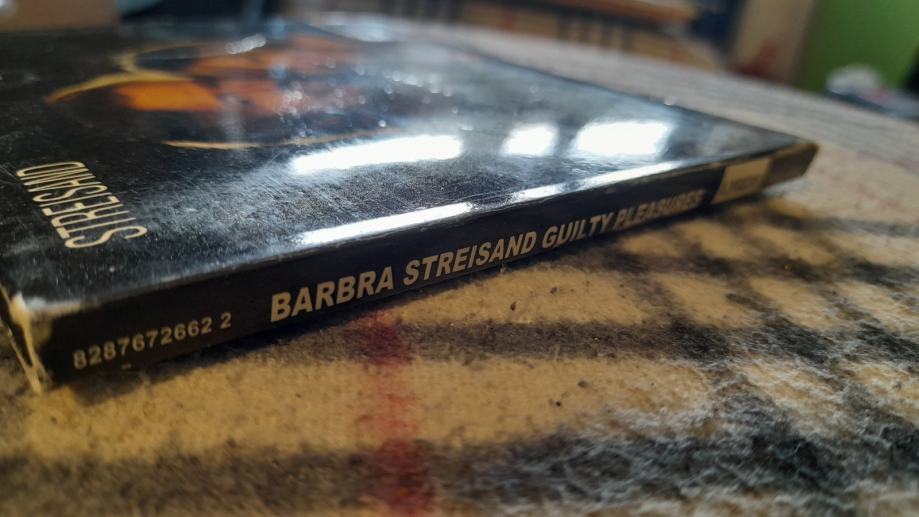 STREISAND
8287672662 2 BARBRA STREISAND GUILTY PLEASURES